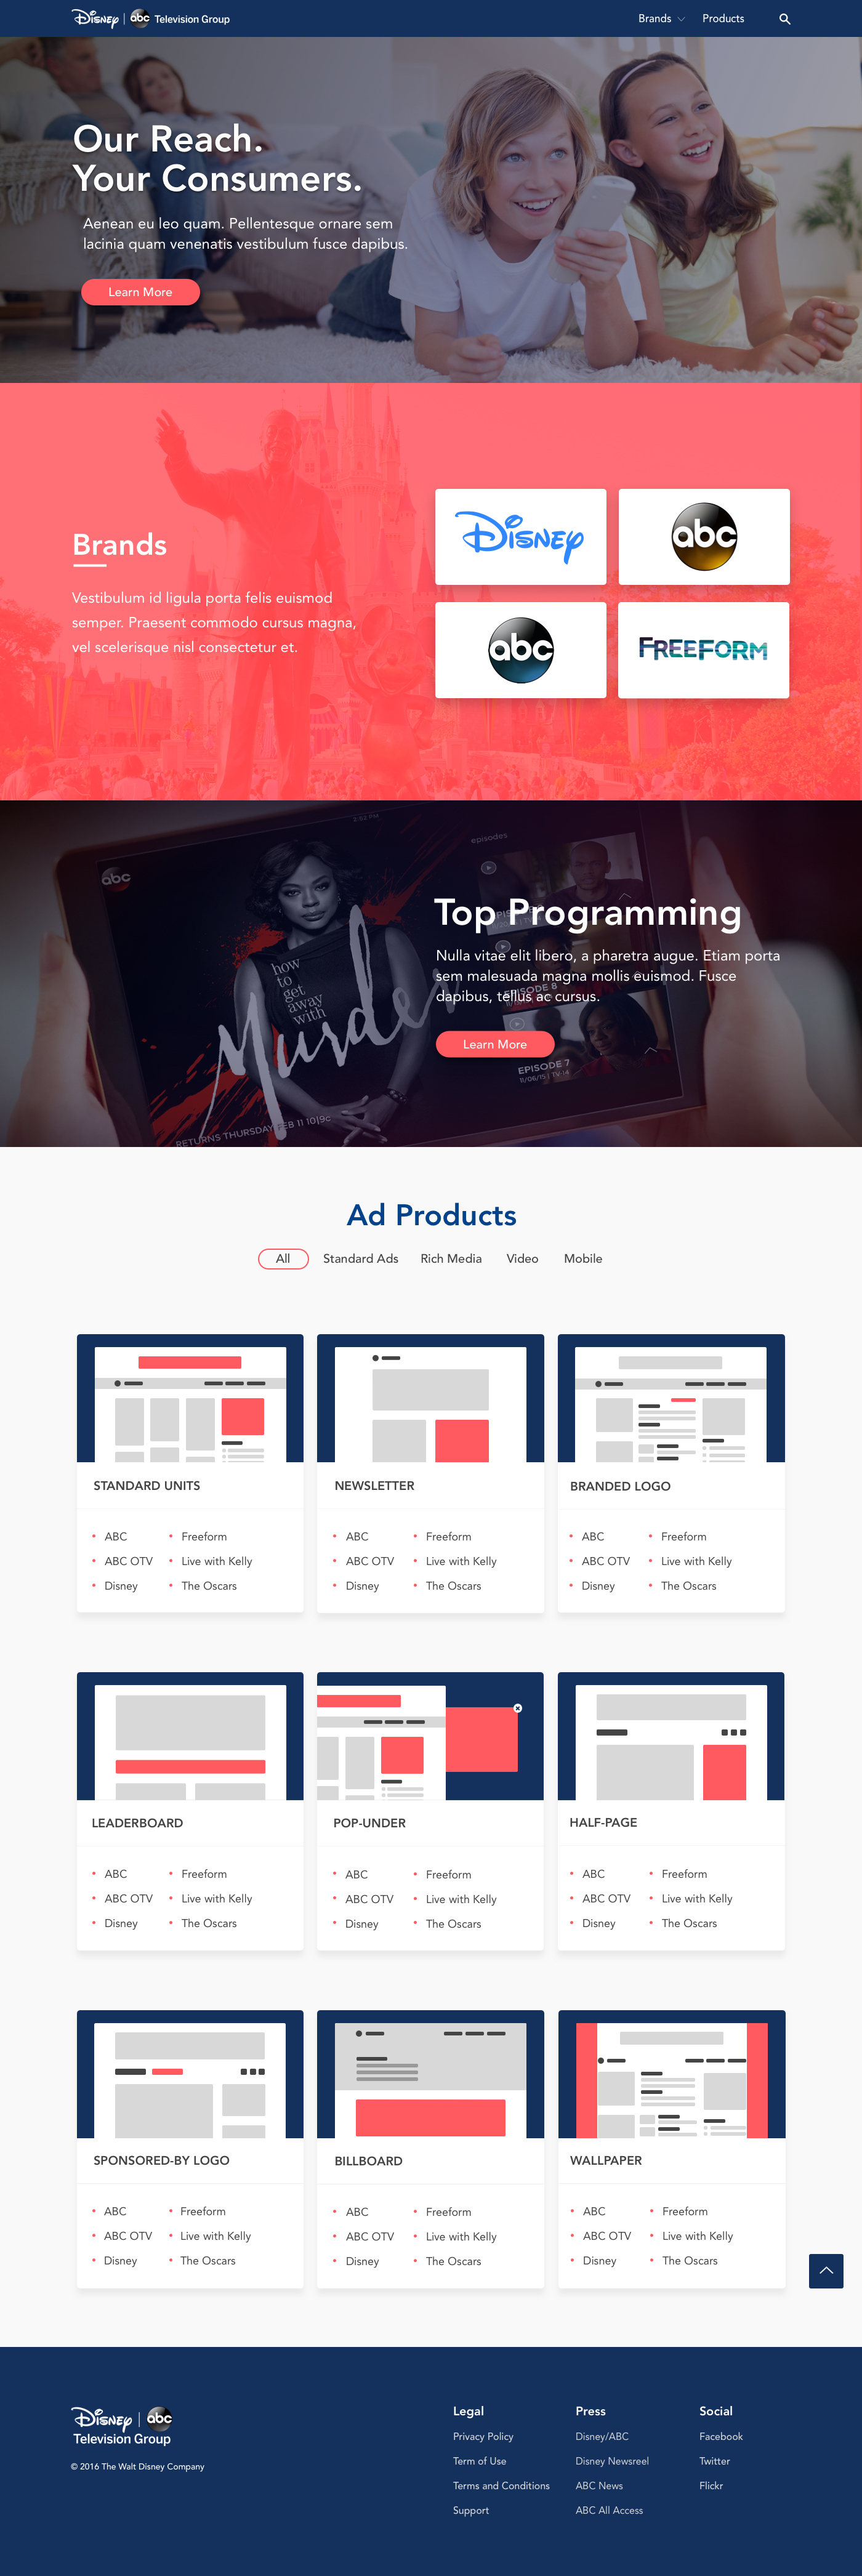 Disney | abc Television Group
Brands
Products
Our Reach.
Your Consumers.
Aenean eu leo quam. Pellentesque ornare sem
lacinia quam venenatis vestibulum fusce dapibus.
Learn More
Brands
Vestibulum id ligula porta felis euismod
semper. Praesent commodo cursus magna,
vel scelerisque nisl consectetur et.
Disney
abc
abc
FREEFORM
episodes
abc
Top Programming
Nulla vitae elit libero, a pharetra augue. Etiam porta
sem malesuada magna mollis euismod. Fusce
dapibus, tellus ac cursus.
how
to
get
away
with
Murder
EPISODE 8
Learn More
EPISODE 7
11/06/15 | TV-14
RETURNS THURSDAY FEB 11 10|9c
Ad Products
All
Standard Ads
Rich Media
Video
Mobile
STANDARD UNITS
ABC
Freeform
ABC OTV
Live with Kelly
Disney
The Oscars
NEWSLETTER
ABC
Freeform
ABC OTV
Live with Kelly
Disney
The Oscars
BRANDED LOGO
ABC
Freeform
ABC OTV
Live with Kelly
Disney
The Oscars
LEADERBOARD
ABC
Freeform
ABC OTV
Live with Kelly
Disney
The Oscars
POP-UNDER
ABC
Freeform
ABC OTV
Live with Kelly
Disney
The Oscars
HALF-PAGE
ABC
Freeform
ABC OTV
Live with Kelly
Disney
The Oscars
SPONSORED-BY LOGO
ABC
Freeform
ABC OTV
Live with Kelly
Disney
The Oscars
BILLBOARD
ABC
Freeform
ABC OTV
Live with Kelly
Disney
The Oscars
WALLPAPER
ABC
Freeform
ABC OTV
Live with Kelly
Disney
The Oscars
Disney | abc
Television Group
© 2016 The Walt Disney Company
Legal
Privacy Policy
Term of Use
Terms and Conditions
Support
Press
Disney/ABC
Disney Newsreel
ABC News
ABC All Access
Social
Facebook
Twitter
Flickr